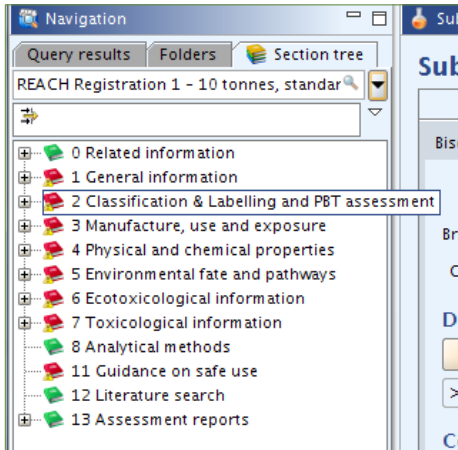 Navigation
Sul
Query results Folders Section tree
Sub
REACH Registration 1 - 10 tonnes, standar
Bis
0 Related information
1 General information
2 Classification & Labelling and PBT assessment
3 Manufacture, use and exposure
Br
4 Physical and chemical properties
5 Environmental fate and pathways
6 Ecotoxicological information
7 Toxicological information
D
8 Analytical methods
11 Guidance on safe use
12 Literature search
13 Assessment reports